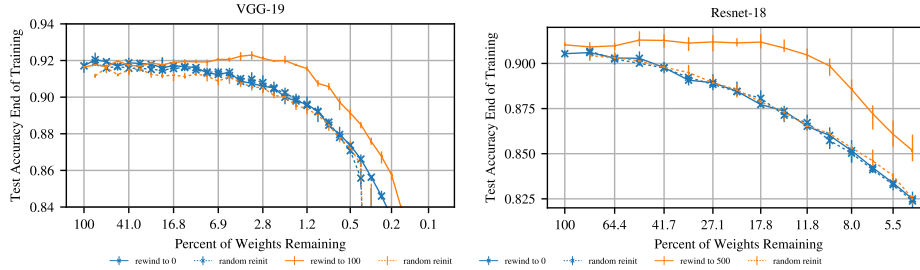 VGG-19
Test Accuracy End of Training
0.94
0.92
0.90
0.88
0.86
0.84
100 41.0 16.8 6.9 2.8 1.2 0.5 0.2 0.1
Percent of Weights Remaining
rewind to 0 random reinit rewind to 100 random reinit
Resnet-18
Test Accuracy End of Training
0.900
0.875
0.850
0.825
100 64.4 41.7 27.1 17.8 11.8 8.0 5.5
Percent of Weights Remaining
rewind to 0 random reinit rewind to 500 random reinit